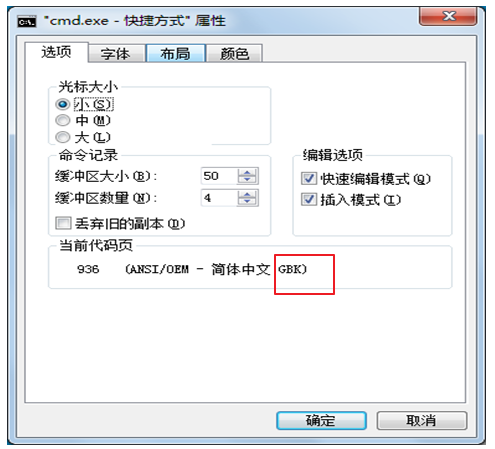 "cmd.exe - 快捷方式" 属性
选项 字体 布局 颜色
光标大小
小(S)
中(M)
大(L)
命令记录
缓冲区大小(B): 50
缓冲区数量(N): 4
丢弃旧的副本(D)
编辑选项
快速编辑模式(Q)
插入模式(I)
当前代码页
936 (ANSI/OEM - 简体中文 GBK)
确定 取消